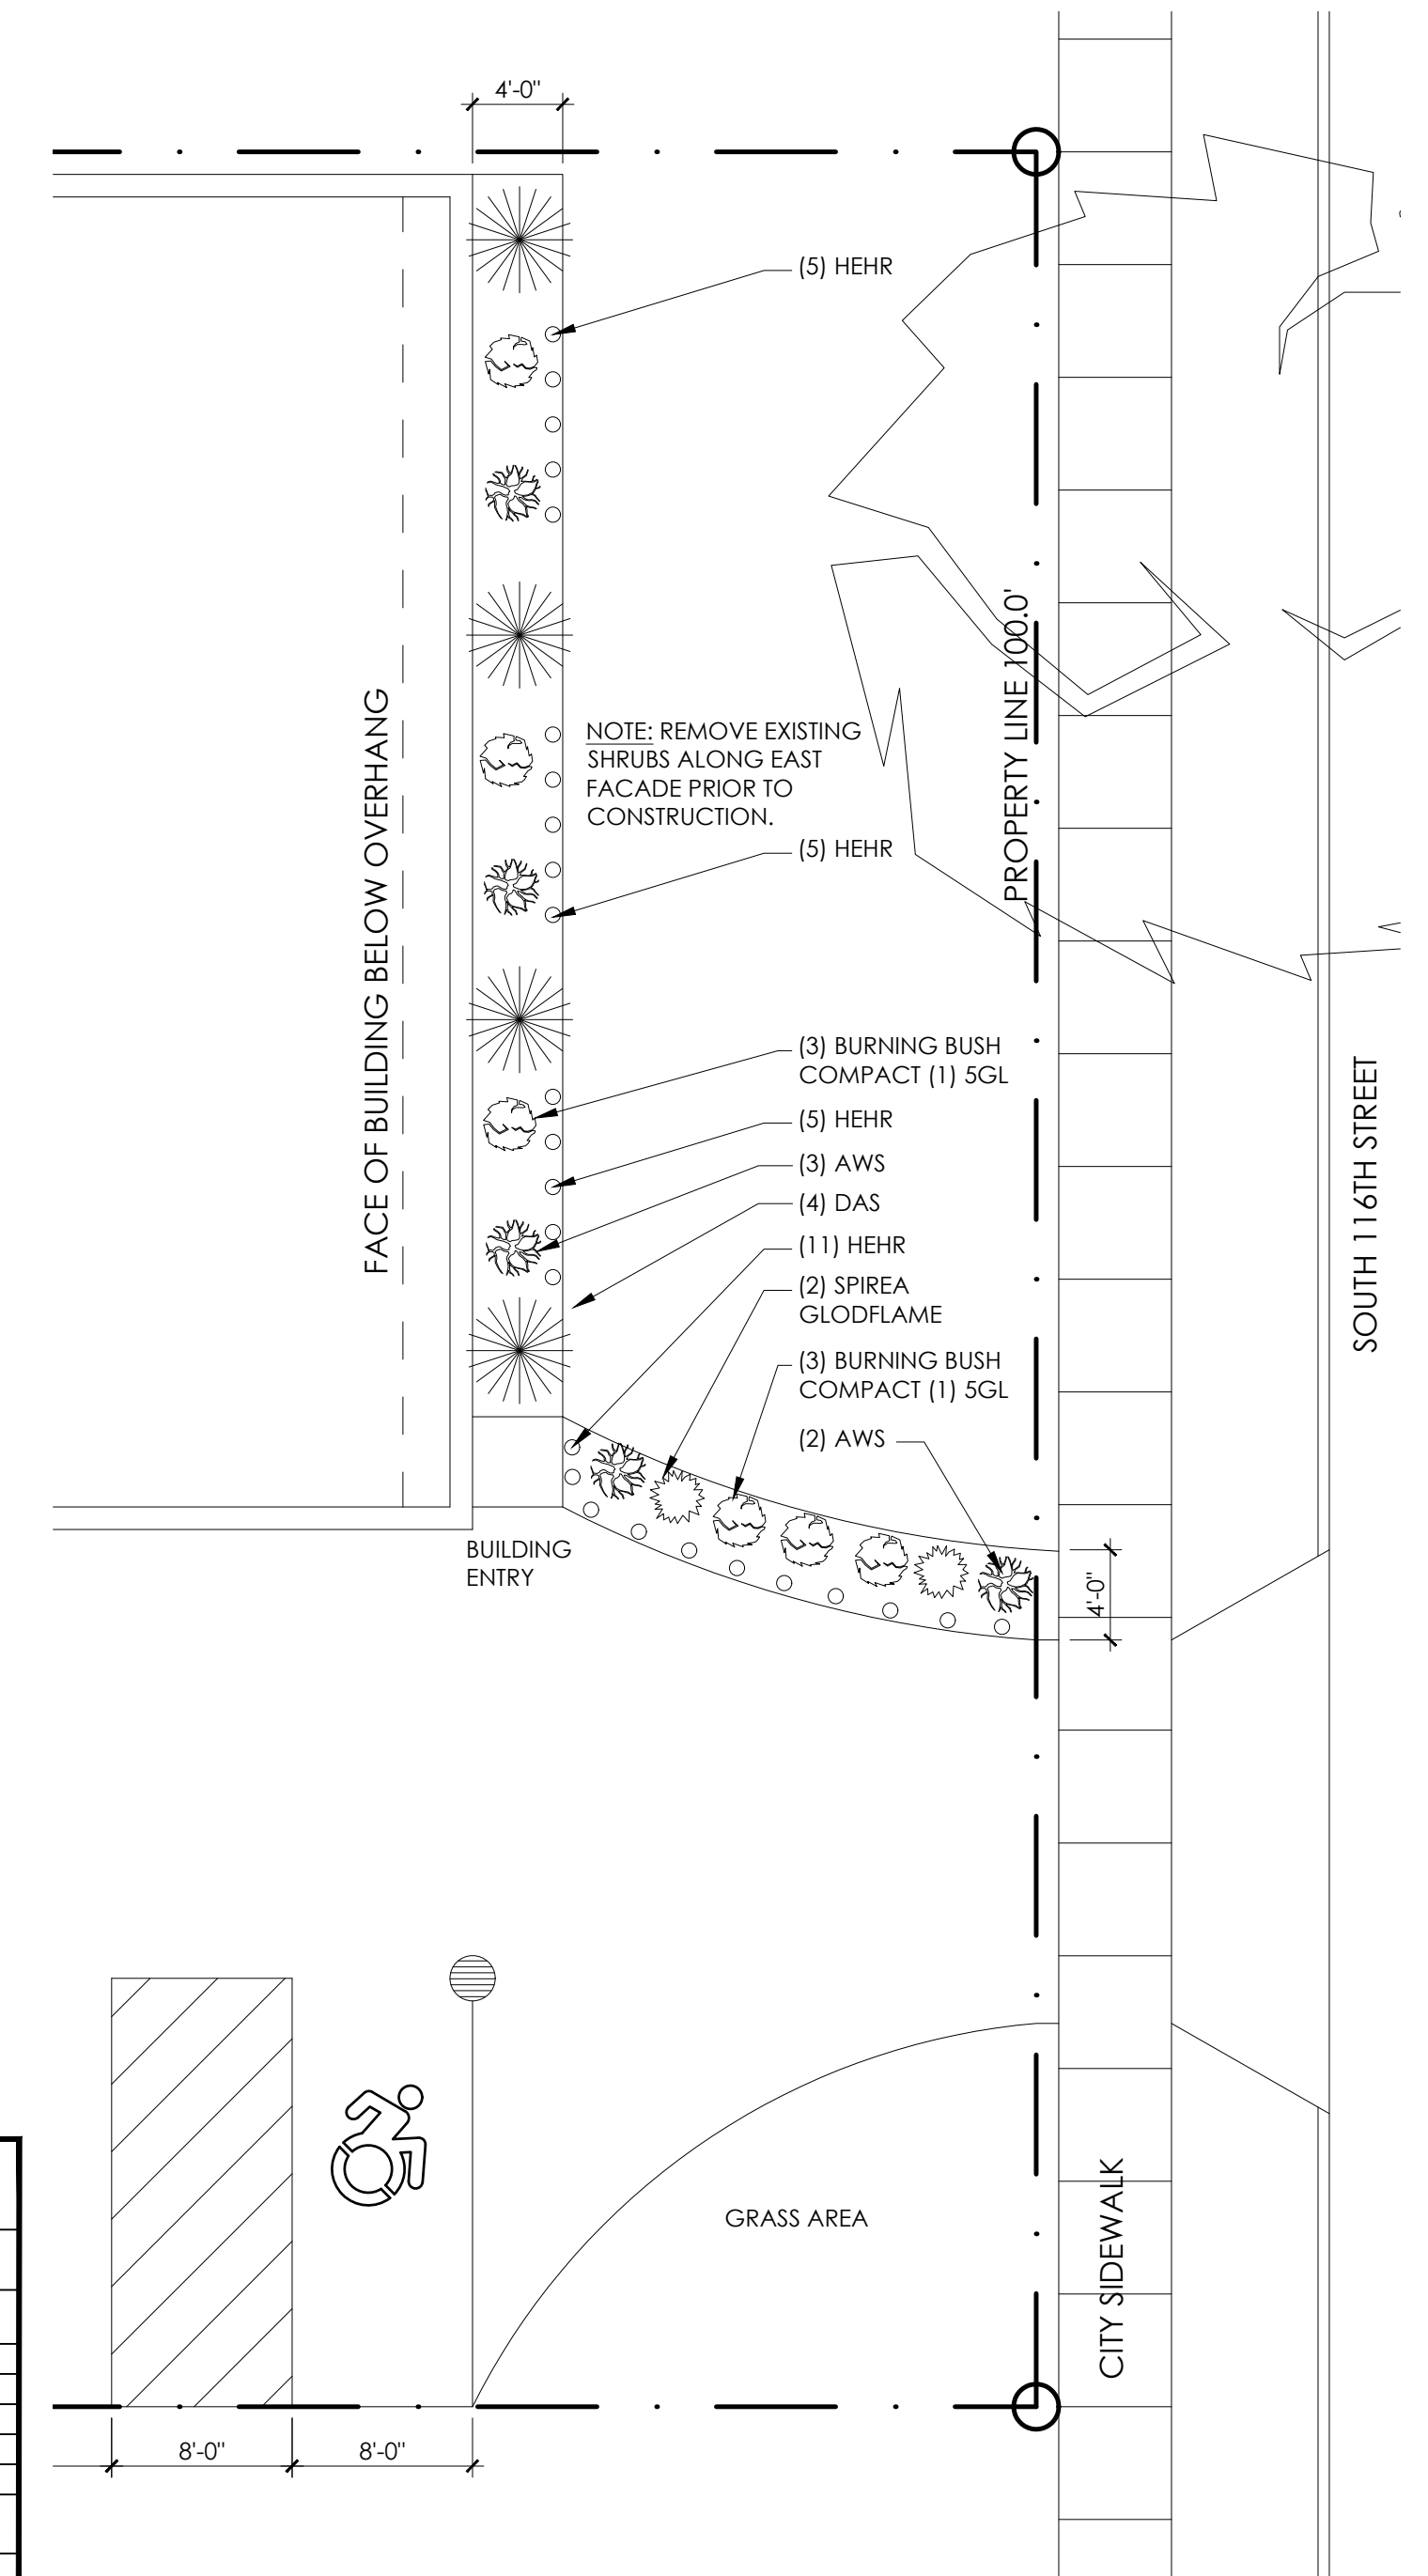 4'-0"
(5) HEHR
NOTE: REMOVE EXISTING
SHRUBS ALONG EAST
FACADE PRIOR TO
CONSTRUCTION.
PROPERTY LINE 100.0'
FACE OF BUILDING BELOW OVERHANG
(5) HEHR
(3) BURNING BUSH
COMPACT (1) 5GL
(5) HEHR
(3) AWS
(4) DAS
(11) HEHR
(2) SPIREA
GLODFLAME
(3) BURNING BUSH
COMPACT (1) 5GL
(2) AWS
SOUTH 116TH STREET
BUILDING
ENTRY
4'-0"
GRASS AREA
CITY SIDEWALK
8'-0"
8'-0"